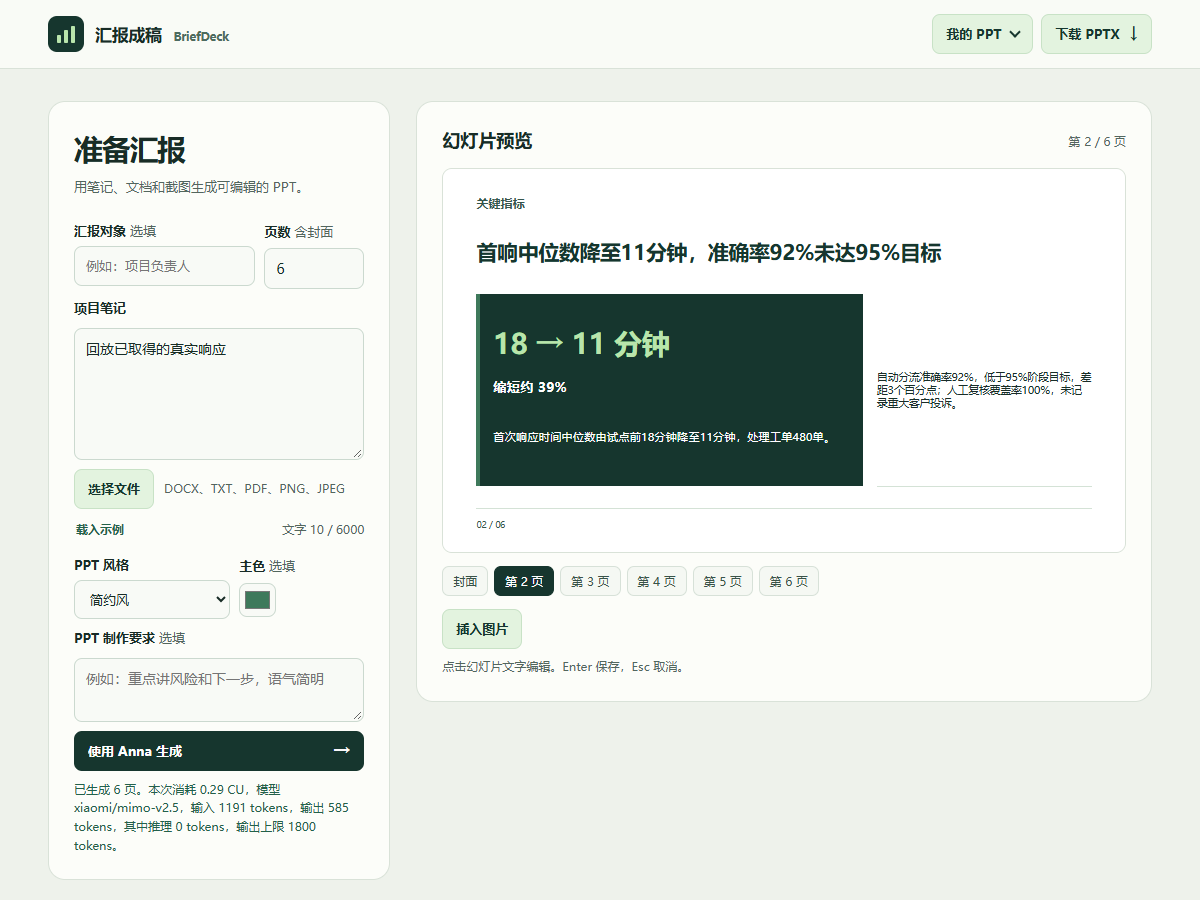 汇报成稿 BriefDeck
我的 PPT
下载 PPTX ↓
准备汇报
用笔记、文档和截图生成可编辑的 PPT。
汇报对象 选填
页数 含封面
例如：项目负责人
6
项目笔记
回放已取得的真实响应
选择文件
DOCX、TXT、PDF、PNG、JPEG
载入示例
文字 10 / 6000
PPT 风格
主色 选填
简约风
PPT 制作要求 选填
例如：重点讲风险和下一步，语气简明
使用 Anna 生成 →
已生成 6 页。本次消耗 0.29 CU，模型
xiaomi/mimo-v2.5，输入 1191 tokens，输出 585
tokens，其中推理 0 tokens，输出上限 1800
tokens。
幻灯片预览
第 2 / 6 页
关键指标
首响中位数降至11分钟，准确率92%未达95%目标
18 → 11 分钟
缩短约 39%
首次响应时间中位数由试点前18分钟降至11分钟，处理工单480单。
自动分流准确率92%，低于95%阶段目标，差
距3个百分点；人工复核覆盖率100%，未记
录重大客户投诉。
02 / 06
封面
第 2 页
第 3 页
第 4 页
第 5 页
第 6 页
插入图片
点击幻灯片文字编辑。Enter 保存，Esc 取消。